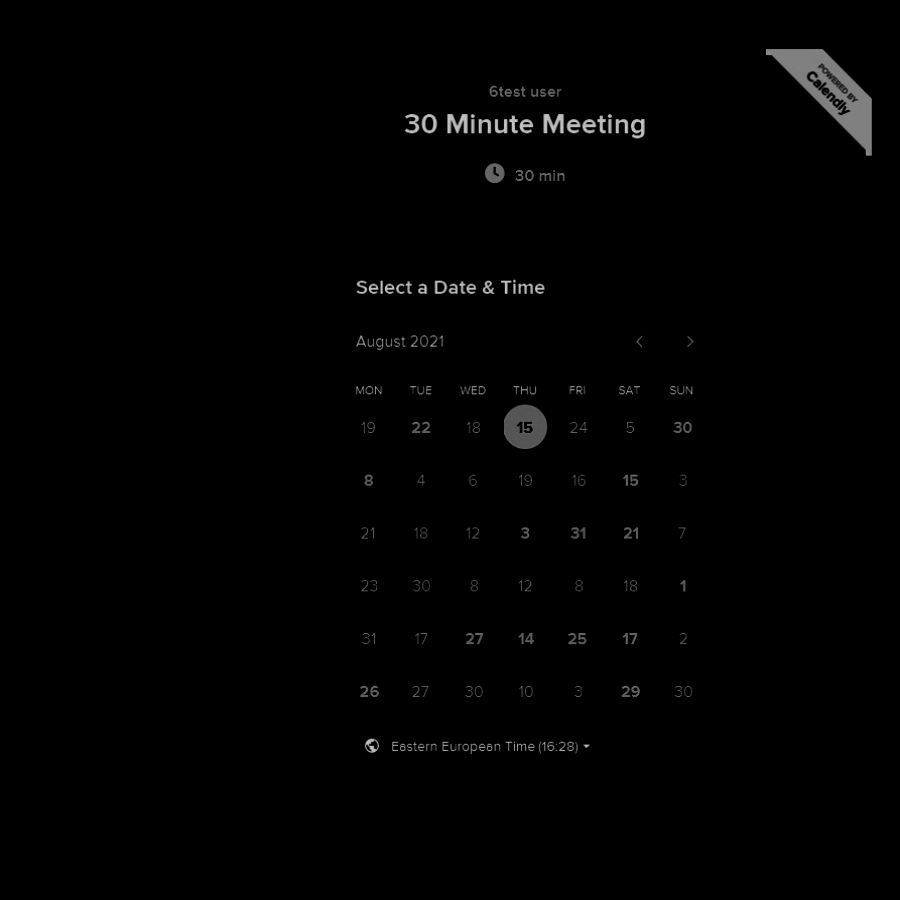 POWERED BY
Calendly
6test user
30 Minute Meeting
30 min
Select a Date & Time
August 2021
MON TUE WED THU FRI SAT SUN
19 22 18 15 24 5 30
8 4 6 19 16 15 3
21 18 12 3 31 21 7
23 30 8 12 8 18 1
31 17 27 14 25 17 2
26 27 30 10 3 29 30
Eastern European Time (16:28)